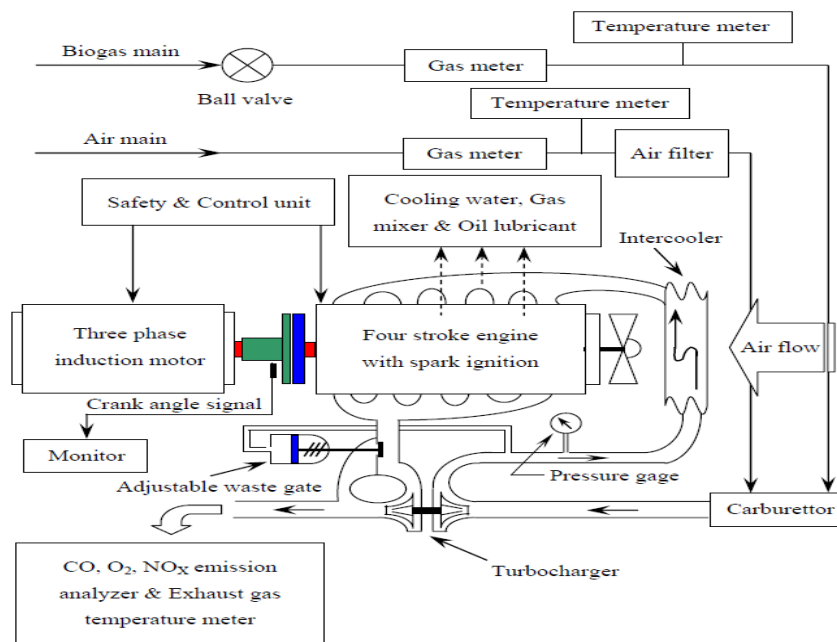 Temperature meter
Biogas main
Gas meter
Ball valve
Temperature meter
Air main
Gas meter
Air filter
Safety & Control unit
Cooling water, Gas
mixer & Oil lubricant
Intercooler
Three phase
induction motor
Four stroke engine
with spark ignition
Air flow
Crank angle signal
Monitor
Adjustable waste gate
Pressure gage
Carburettor
Turbocharger
CO, O₂, NOX emission
analyzer & Exhaust gas
temperature meter